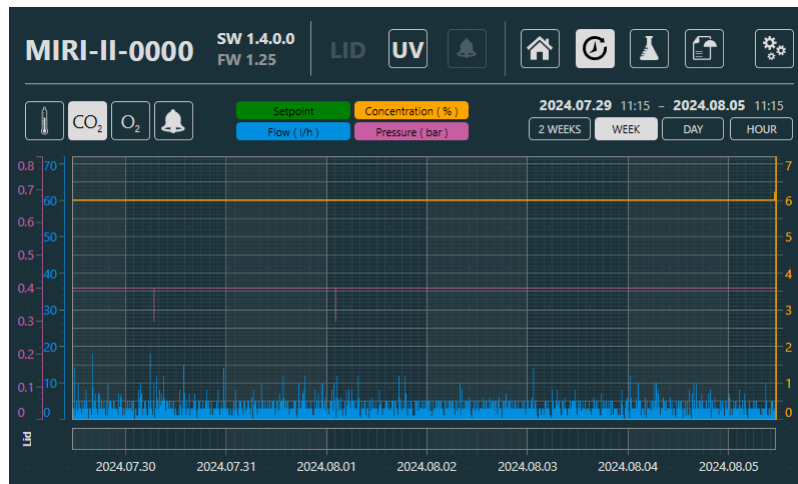 MIRI-II-0000 SW 1.4.0.0 LID UV
FW 1.25
CO₂ O₂ Setpoint Concentration ( % ) 2024.07.29 11:15 – 2024.08.05 11:15
Flow ( l/h ) Pressure ( bar ) 2 WEEKS WEEK DAY HOUR
0.8 70 7
0.7
60 6
0.6
0.5 50 5
0.4 40 4
0.3 30 3
0.2 20 2
0.1 10 1
0 0 0
Lid
2024.07.30 2024.07.31 2024.08.01 2024.08.02 2024.08.03 2024.08.04 2024.08.05